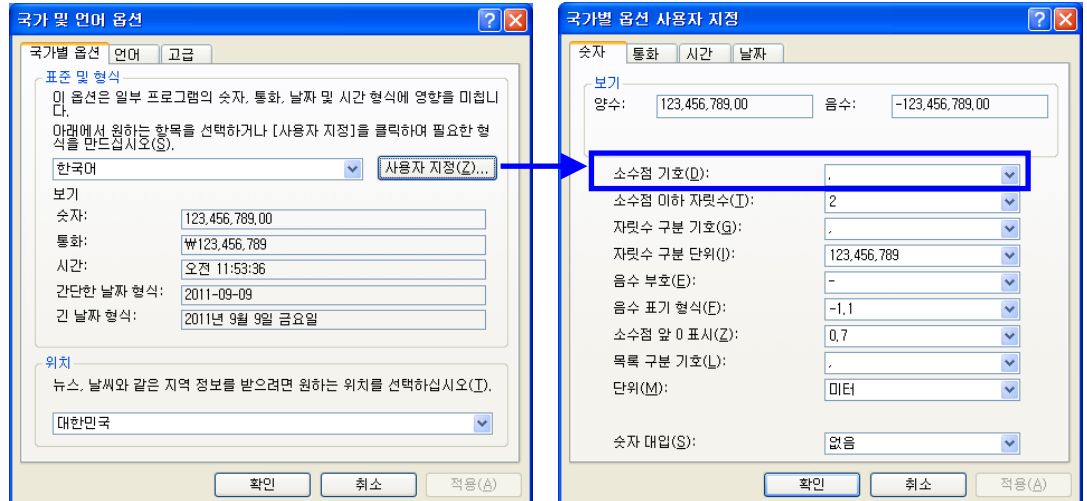 국가 및 언어 옵션
국가별 옵션 언어 고급
표준 및 형식
이 옵션은 일부 프로그램의 숫자, 통화, 날짜 및 시간 형식에 영향을 미칩니
다.
아래에서 원하는 항목을 선택하거나 [사용자 지정]을 클릭하여 필요한 형
식을 만드십시오(S).
한국어 사용자 지정(Z)...
보기
숫자: 123,456,789.00
통화: ₩123,456,789
시간: 오전 11:53:36
간단한 날짜 형식: 2011-09-09
긴 날짜 형식: 2011년 9월 9일 금요일
위치
뉴스, 날씨와 같은 지역 정보를 받으려면 원하는 위치를 선택하십시오(T).
대한민국
확인 취소 적용(A)
국가별 옵션 사용자 지정
숫자 통화 시간 날짜
보기
양수: 123,456,789.00 음수: -123,456,789.00
소수점 기호(D): .
소수점 이하 자릿수(T): 2
자릿수 구분 기호(G): ,
자릿수 구분 단위(I): 123,456,789
음수 부호(E): -
음수 표기 형식(F): -1.1
소수점 앞 0 표시(Z): 0.7
목록 구분 기호(L): ,
단위(M): 미터
숫자 대입(S): 없음
확인 취소 적용(A)